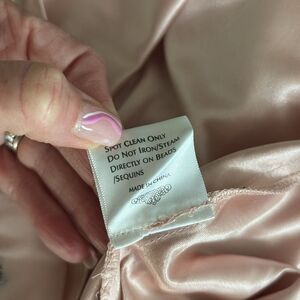 Spot Clean Only
Do Not Iron/Steam
Directly on Beads
/Sequins
Made in China